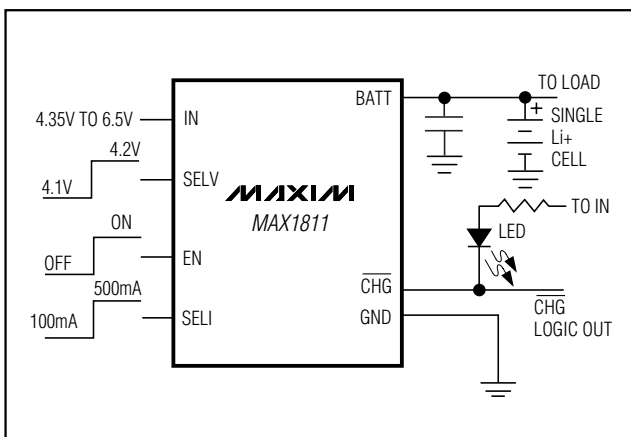 BATT
TO LOAD
4.35V TO 6.5V
IN
+
SINGLE
Li+
CELL
4.2V
4.1V
SELV
MAXIM
MAX1811
TO IN
LED
ON
OFF
EN
CHG
CHG
LOGIC OUT
500mA
100mA
SELI
GND